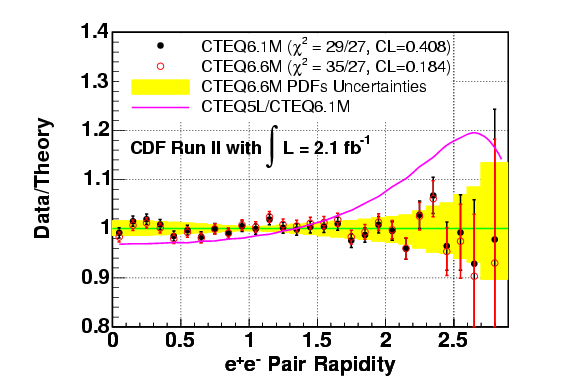 1.4
CTEQ6.1M (χ² = 29/27, CL=0.408)
CTEQ6.6M (χ² = 35/27, CL=0.184)
CTEQ6.6M PDFs Uncertainties
CTEQ5L/CTEQ6.1M
1.3
1.2
CDF Run II with ∫ L = 2.1 fb⁻¹
1.1
1
0.9
0.8
Data/Theory
0 0.5 1 1.5 2 2.5
e⁺e⁻ Pair Rapidity